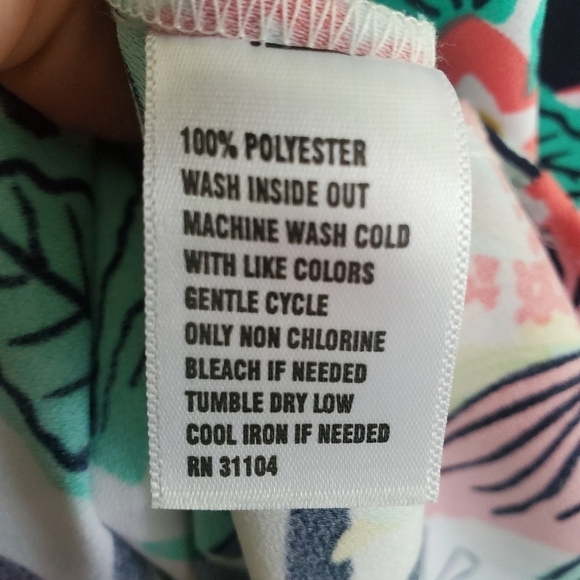 100% POLYESTER
WASH INSIDE OUT
MACHINE WASH COLD
WITH LIKE COLORS
GENTLE CYCLE
ONLY NON CHLORINE
BLEACH IF NEEDED
TUMBLE DRY LOW
COOL IRON IF NEEDED
RN 31104